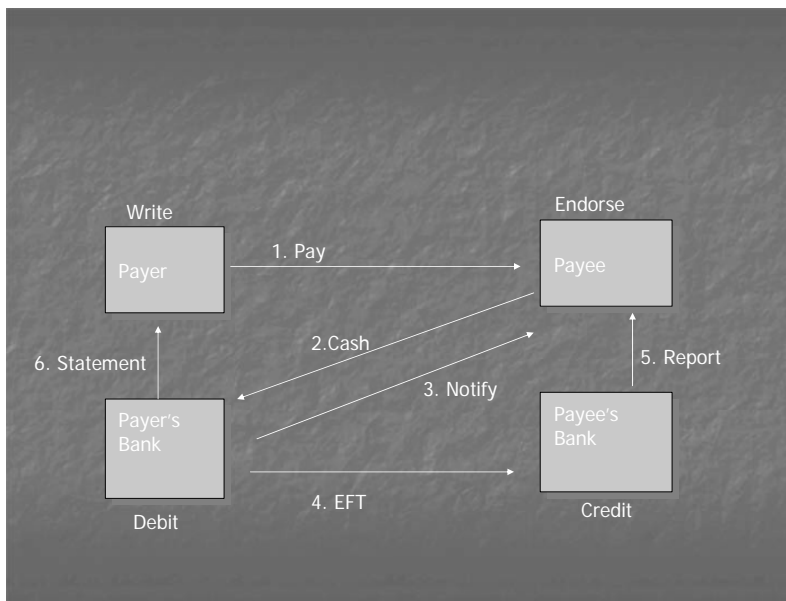 Write
Endorse
Payer
1. Pay
Payee
2.Cash
6. Statement
3. Notify
5. Report
Payer's
Bank
Payee's
Bank
4. EFT
Debit
Credit